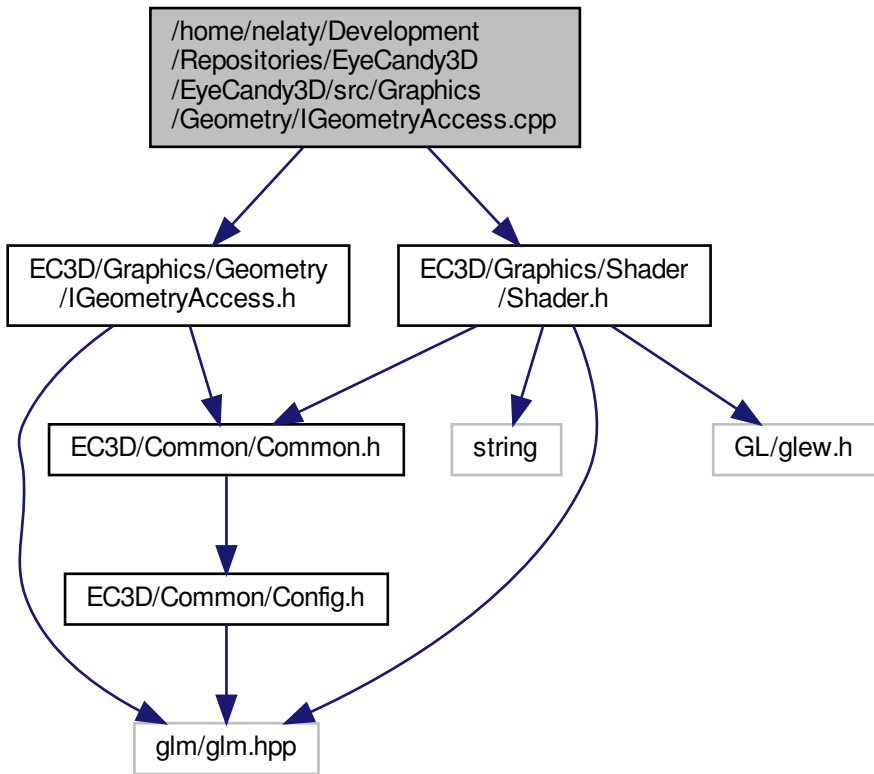 /home/nelaty/Development
/Repositories/EyeCandy3D
/EyeCandy3D/src/Graphics
/Geometry/IGeometryAccess.cpp
EC3D/Graphics/Geometry
/IGeometryAccess.h
EC3D/Graphics/Shader
/Shader.h
EC3D/Common/Common.h
string
GL/glew.h
EC3D/Common/Config.h
glm/glm.hpp